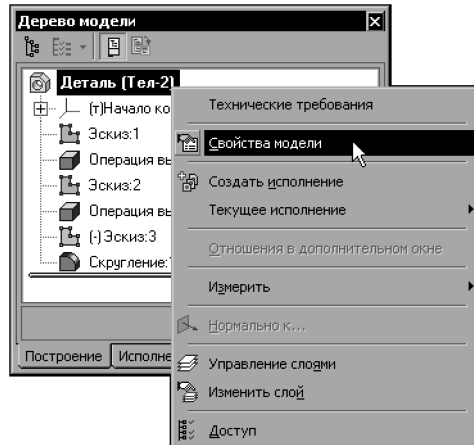 Дерево модели
Деталь (Тел-2)
(т)Начало ко
Эскиз:1
Операция вы
Эскиз:2
Операция вы
(-)Эскиз:3
Скругление:
Построение
Исполне
Технические требования
Свойства модели
Создать исполнение
Текущее исполнение
Отношения в дополнительном окне
Измерить
Нормально к...
Управление слоями
Изменить слой
Доступ